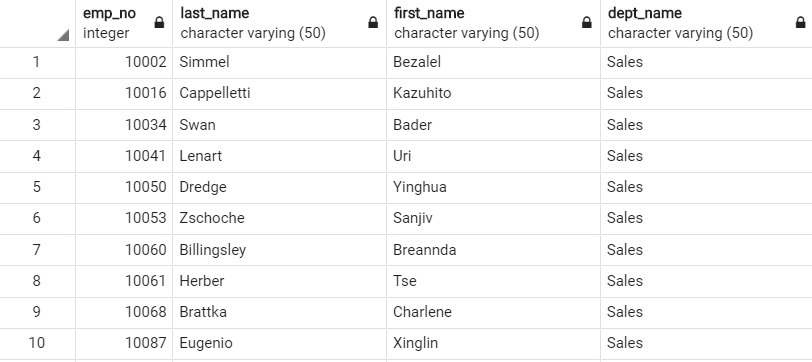 emp_no last_name first_name dept_name
integer character varying (50) character varying (50) character varying (50)
1 10002 Simmel Bezalel Sales
2 10016 Cappelletti Kazuhito Sales
3 10034 Swan Bader Sales
4 10041 Lenart Uri Sales
5 10050 Dredge Yinghua Sales
6 10053 Zschoche Sanjiv Sales
7 10060 Billingsley Breannda Sales
8 10061 Herber Tse Sales
9 10068 Brattka Charlene Sales
10 10087 Eugenio Xinglin Sales